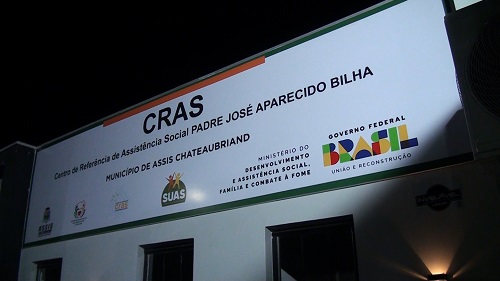 CRAS
Centro de Referência de Assistência Social PADRE JOSÉ APARECIDO BILHA
MUNICÍPIO DE ASSIS CHATEAUBRIAND
SUAS
MINISTÉRIO DO
DESENVOLVIMENTO
E ASSISTÊNCIA SOCIAL,
FAMÍLIA E COMBATE À FOME
GOVERNO FEDERAL
BRASIL
UNIÃO E RECONSTRUÇÃO